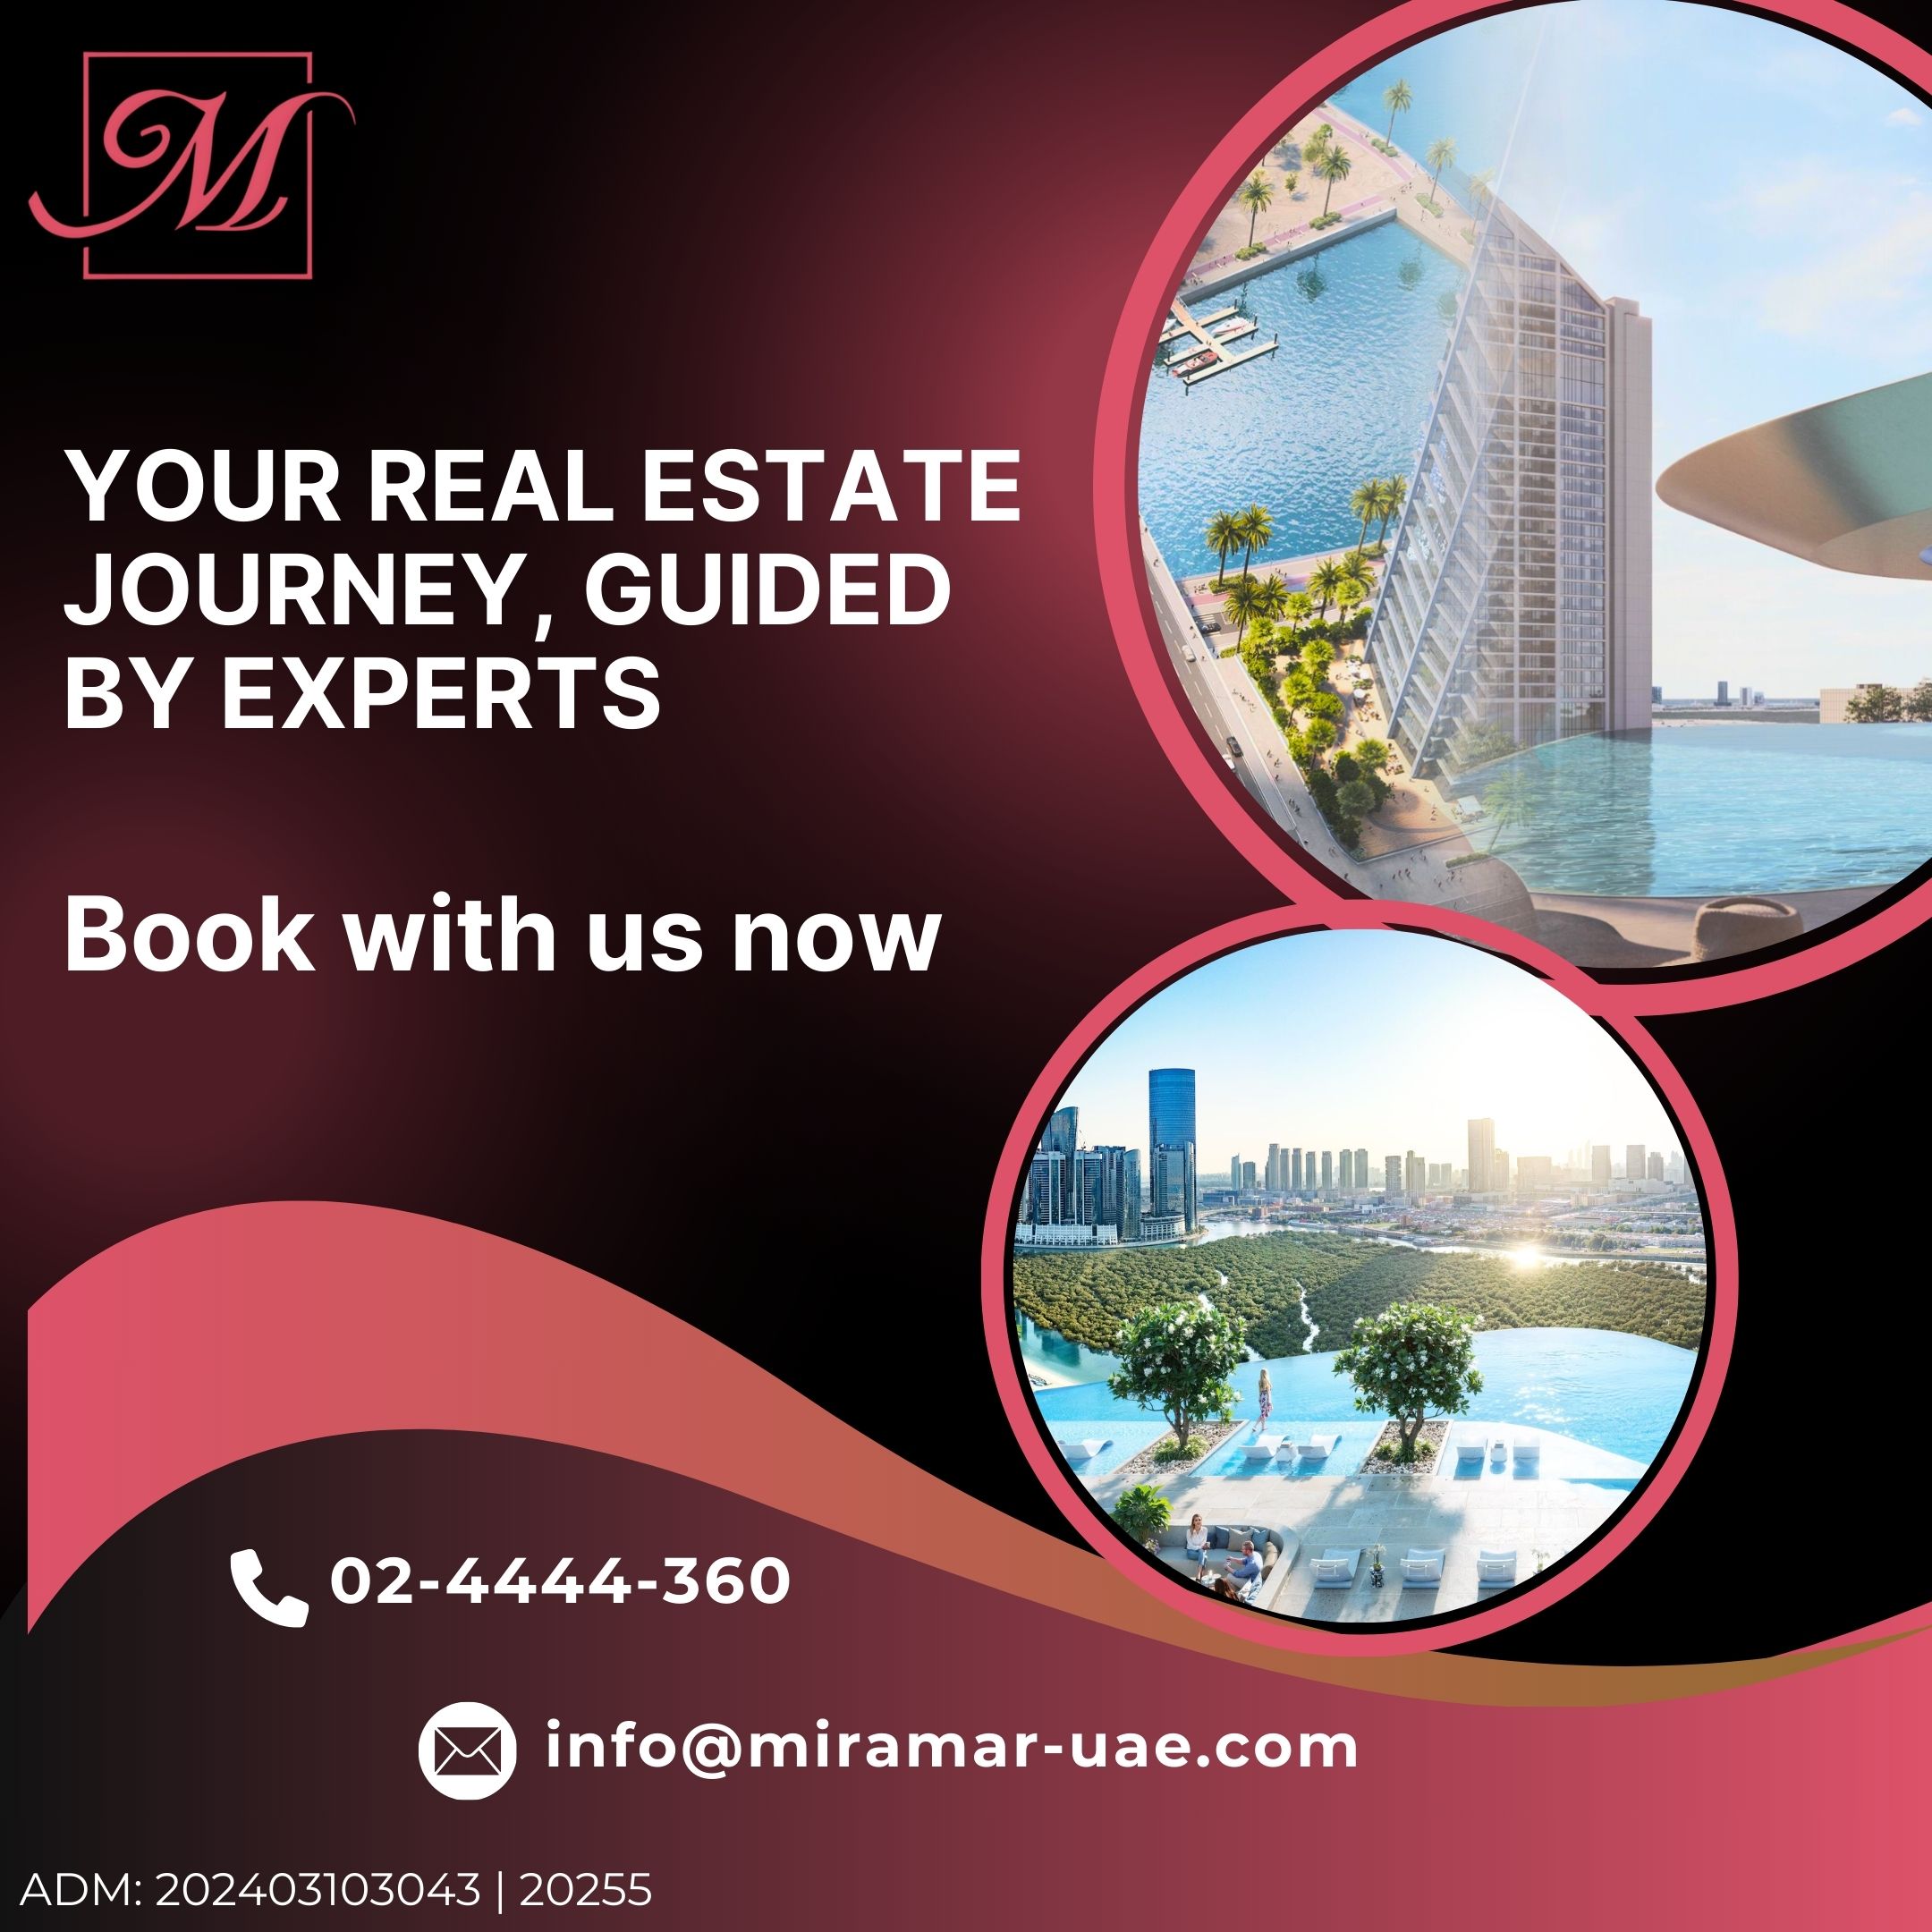 M
YOUR REAL ESTATE
JOURNEY, GUIDED
BY EXPERTS
Book with us now
02-4444-360
info@miramar-uae.com
ADM: 202403103043 | 20255